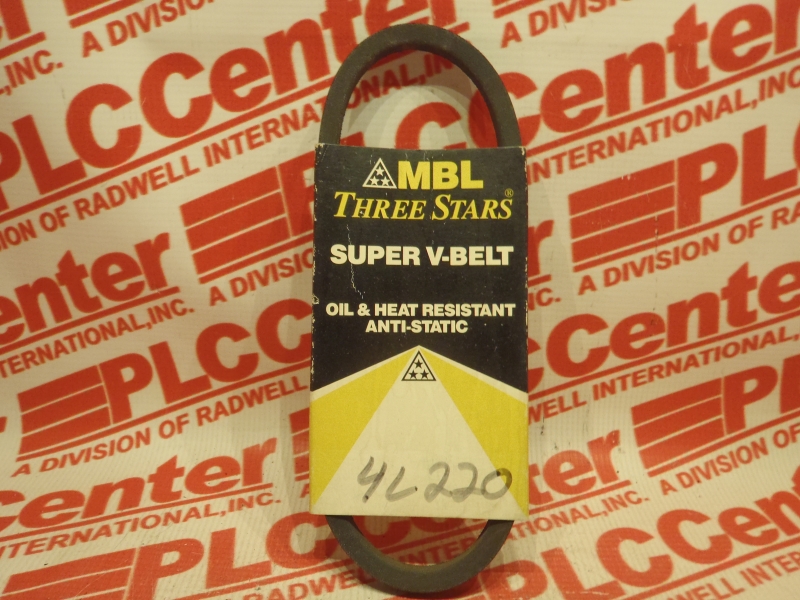 MBL
THREE STARS®
SUPER V-BELT
OIL & HEAT RESISTANT
ANTI-STATIC
4L220
PLCCenter
A DIVISION OF RADWELL INTERNATIONAL, INC.